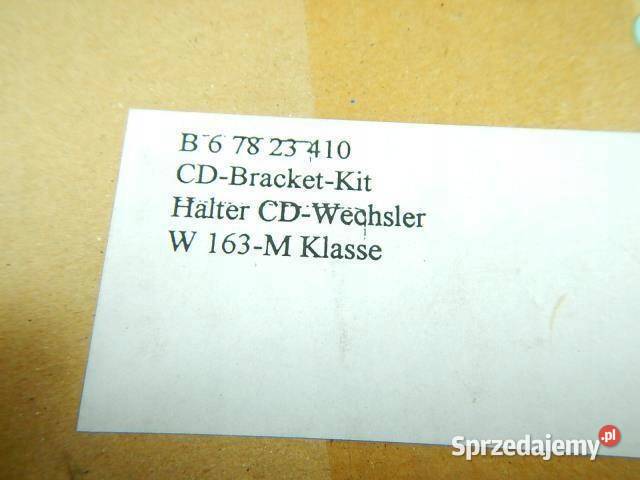 B 6 78 23 410
CD-Bracket-Kit
Halter CD-Wechsler
W 163-M Klasse
Sprzedajemy.pl